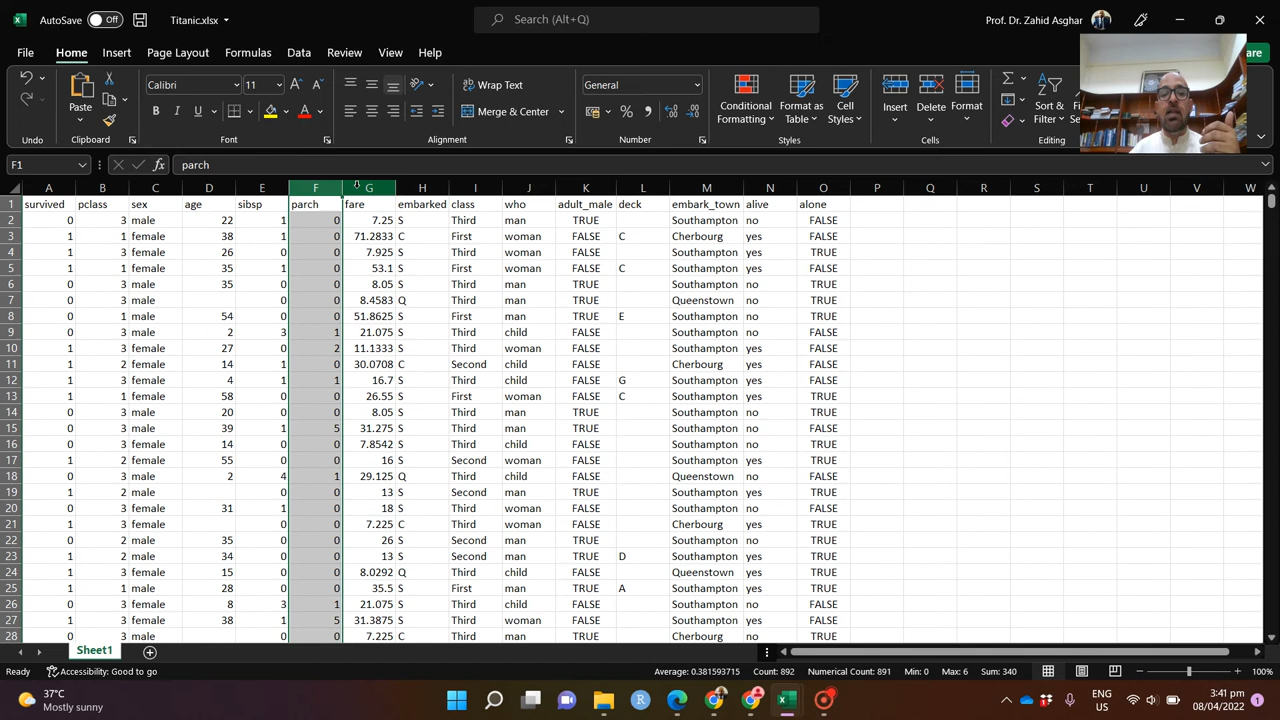 AutoSave Off Titanic.xlsx Search (Alt+Q) Prof. Dr. Zahid Asghar
File Home Insert Page Layout Formulas Data Review View Help
Calibri 11 A A Wrap Text General
Paste B I U A Merge & Center % , Conditional Formatting Format as Table Cell Styles Insert Delete Format Sort &
Undo Clipboard Font Alignment Number Styles Cells Editing
F1 fx parch
A B C D E F G H I J K L M N O P Q R S T U V W
1 survived pclass sex age sibsp parch fare embarked class who adult_male deck embark_town alive alone
2 0 3 male 22 1 0 7.25 S Third man TRUE Southampton no FALSE
3 1 1 female 38 1 0 71.2833 C First woman FALSE C Cherbourg yes FALSE
4 1 3 female 26 0 0 7.925 S Third woman FALSE Southampton yes TRUE
5 1 1 female 35 1 0 53.1 S First woman FALSE C Southampton yes FALSE
6 0 3 male 35 0 0 8.05 S Third man TRUE Southampton no TRUE
7 0 3 male 0 0 8.4583 Q Third man TRUE Queenstown no TRUE
8 0 1 male 54 0 0 51.8625 S First man TRUE E Southampton no TRUE
9 0 3 male 2 3 1 21.075 S Third child FALSE Southampton no FALSE
10 1 3 female 27 0 2 11.1333 S Third woman FALSE Southampton yes FALSE
11 1 2 female 14 1 0 30.0708 C Second child FALSE Cherbourg yes FALSE
12 1 3 female 4 1 1 16.7 S Third child FALSE G Southampton yes FALSE
13 1 1 female 58 0 0 26.55 S First woman FALSE C Southampton yes TRUE
14 0 3 male 20 0 0 8.05 S Third man TRUE Southampton no TRUE
15 0 3 male 39 1 5 31.275 S Third man TRUE Southampton no FALSE
16 0 3 female 14 0 0 7.8542 S Third child FALSE Southampton no TRUE
17 1 2 female 55 0 0 16 S Second woman FALSE Southampton yes TRUE
18 0 3 male 2 4 1 29.125 Q Third child FALSE Queenstown no FALSE
19 1 2 male 0 0 13 S Second man TRUE Southampton yes TRUE
20 0 3 female 31 1 0 18 S Third woman FALSE Southampton no FALSE
21 1 3 female 0 0 7.225 C Third woman FALSE Cherbourg yes TRUE
22 0 2 male 35 0 0 26 S Second man TRUE Southampton no TRUE
23 1 2 male 34 0 0 13 S Second man TRUE D Southampton yes TRUE
24 1 3 female 15 0 0 8.0292 Q Third child FALSE Queenstown yes TRUE
25 1 1 male 28 0 0 35.5 S First man TRUE A Southampton yes TRUE
26 0 3 female 8 3 1 21.075 S Third child FALSE Southampton no FALSE
27 1 3 female 38 1 5 31.3875 S Third woman FALSE Southampton yes FALSE
28 0 3 male 0 0 7.225 C Third man TRUE Cherbourg no TRUE
Sheet1
Ready Accessibility: Good to go Average: 0.381593715 Count: 892 Numerical Count: 891 Min: 0 Max: 6 Sum: 340 100%
37°C
Mostly sunny
R
ENG
US
3:41 pm
08/04/2022